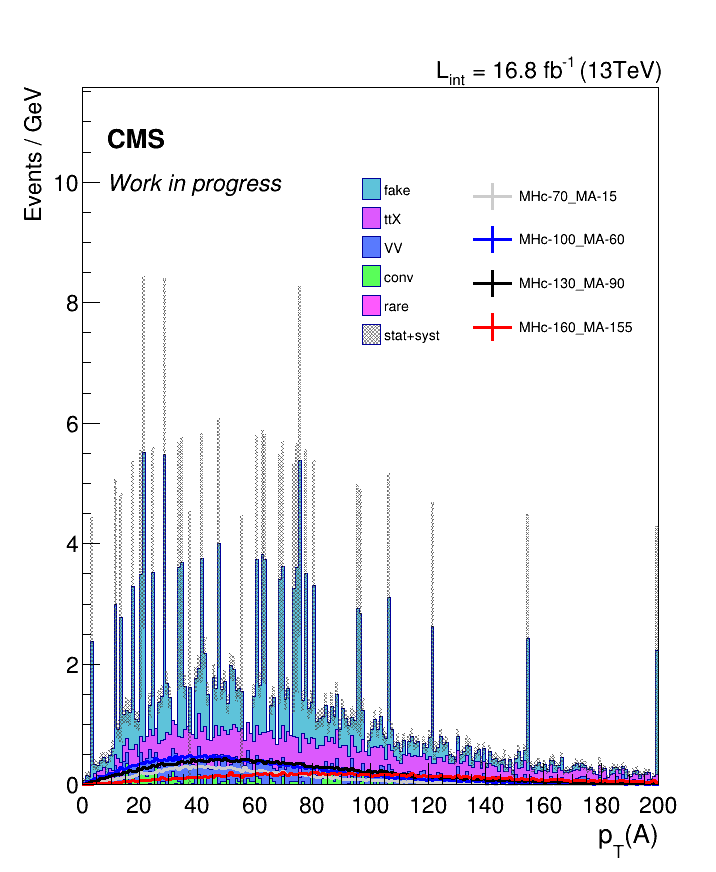 L_int = 16.8 fb^-1 (13TeV)
Events / GeV
CMS
Work in progress
fake
ttX
VV
conv
rare
stat+syst
MHc-70_MA-15
MHc-100_MA-60
MHc-130_MA-90
MHc-160_MA-155
10
8
6
4
2
0
0 20 40 60 80 100 120 140 160 180 200
p_T(A)